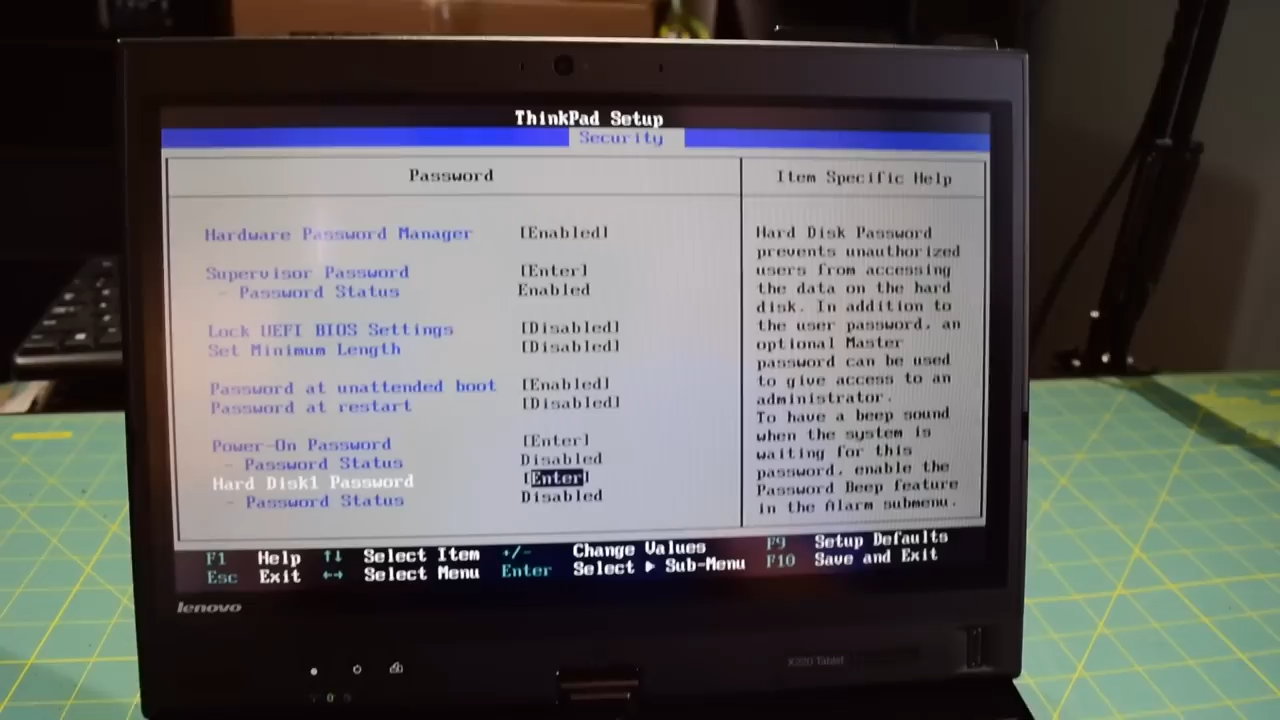 ThinkPad Setup
Security
Password
Item Specific Help
Hardware Password Manager [Enabled]
Supervisor Password [Enter]
- Password Status Enabled
Lock UEFI BIOS Settings [Disabled]
Set Minimum Length [Disabled]
Password at unattended boot [Enabled]
Password at restart [Disabled]
Power-On Password [Enter]
- Password Status Disabled
Hard Disk1 Password [Enter]
- Password Status Disabled
Hard Disk Password
prevents unauthorized
users from accessing
the data on the hard
disk. In addition to
the user password, an
optional Master
password can be used
to give access to an
administrator.
To have a beep sound
when the system is
waiting for this
password, enable the
Password Beep feature
in the Alarm submenu.
F1 Help ↑↓ Select Item +/- Change Values F9 Setup Defaults
Esc Exit ←→ Select Menu Enter Select ▶ Sub-Menu F10 Save and Exit
lenovo
X220 Tablet